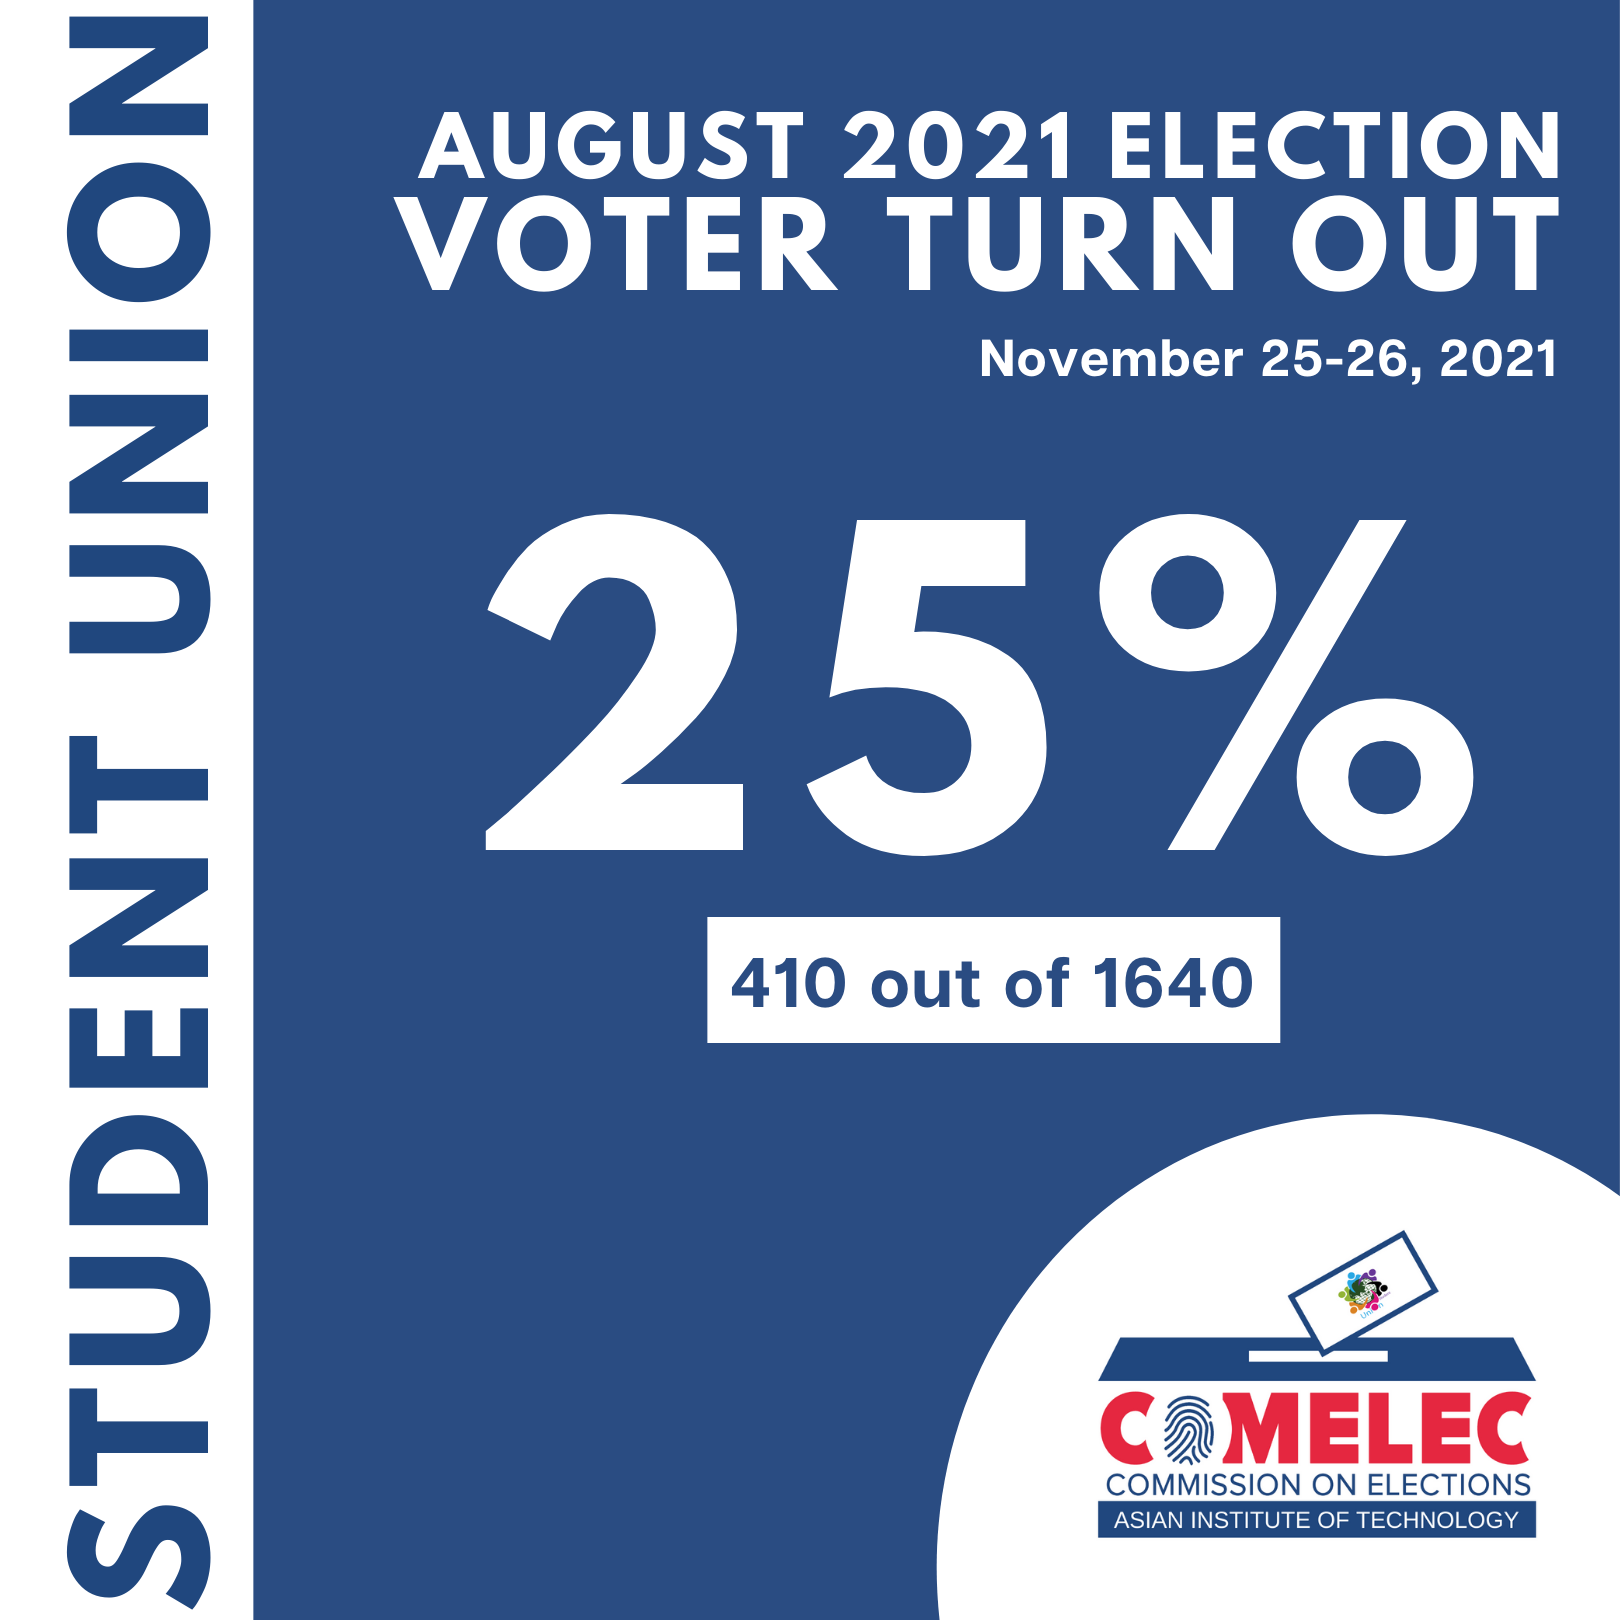 STUDENT UNION
AUGUST 2021 ELECTION
VOTER TURN OUT
November 25-26, 2021
25%
410 out of 1640
COMELEC
COMMISSION ON ELECTIONS
ASIAN INSTITUTE OF TECHNOLOGY